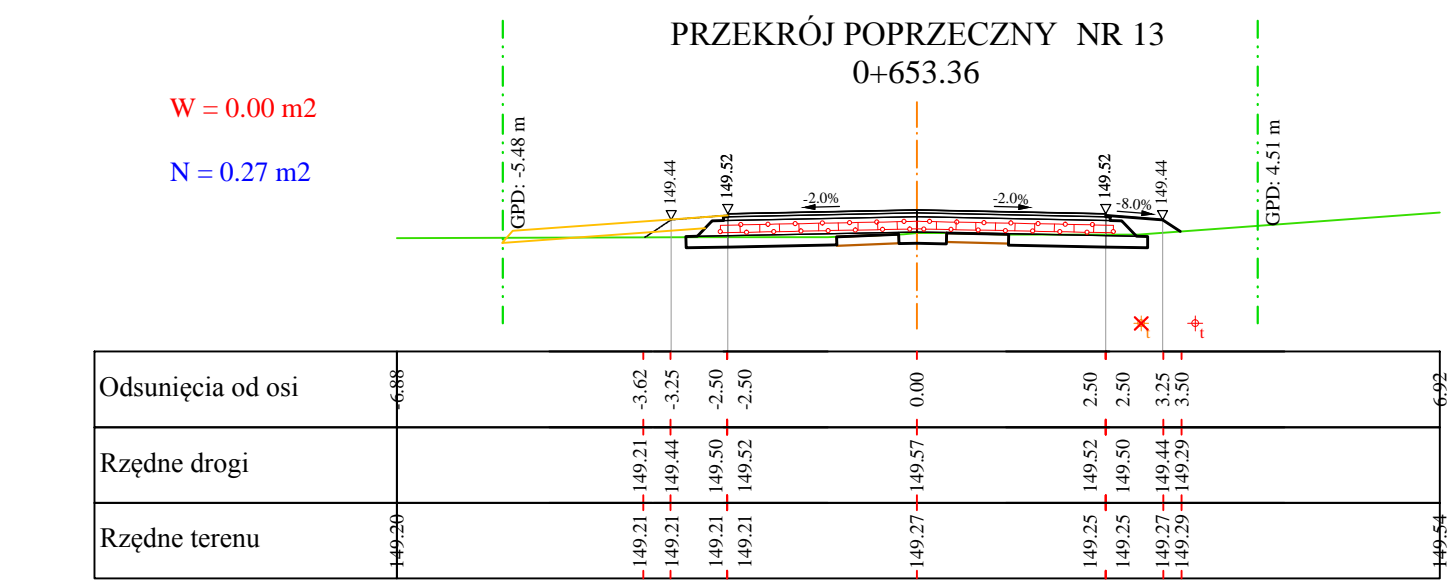 PRZEKRÓJ POPRZECZNY NR 13
0+653.36
W = 0.00 m2
N = 0.27 m2
GPD: -5.48 m
149.44
149.52
-2.0%
-2.0%
149.52
-8.0%
149.44
GPD: 4.51 m
t
t
Odsunięcia od osi -6.88 -3.62 -3.25 -2.50 -2.50 0.00 2.50 2.50 3.25 3.50 6.92
Rzędne drogi 149.21 149.44 149.50 149.52 149.57 149.52 149.50 149.44 149.29
Rzędne terenu 149.20 149.21 149.21 149.21 149.21 149.27 149.25 149.25 149.27 149.29 149.54